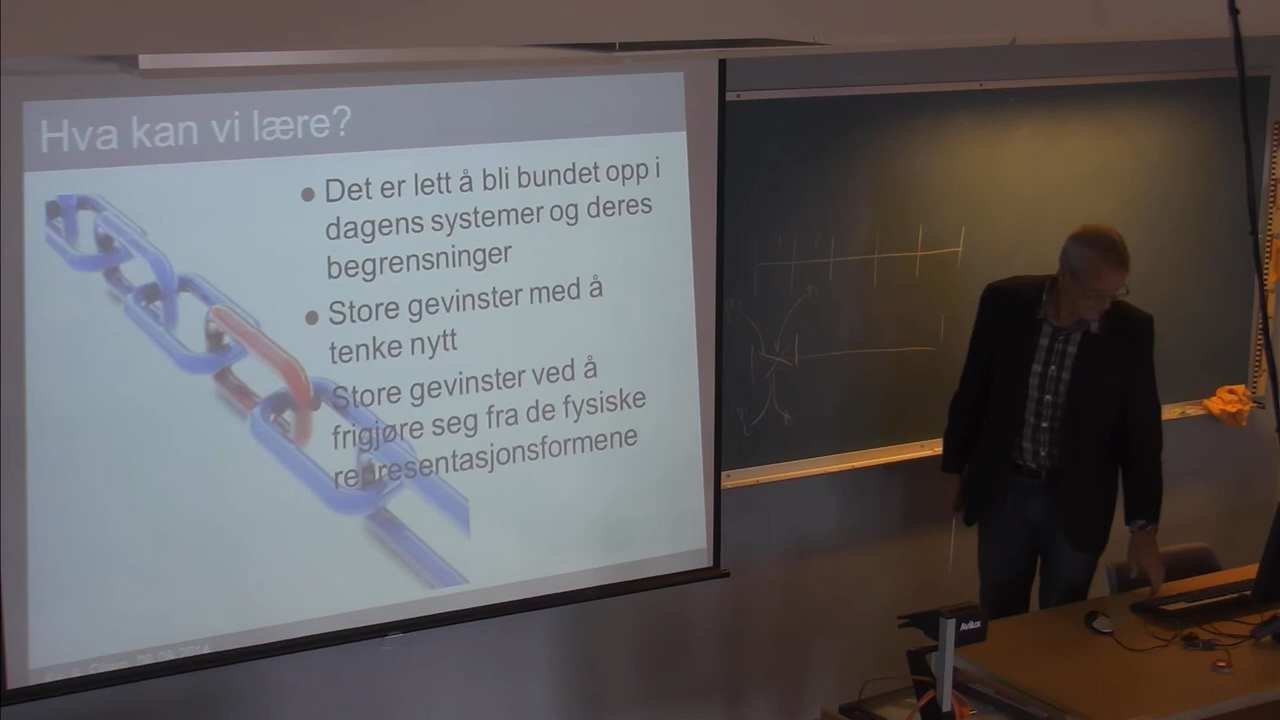 Hva kan vi lære?
● Det er lett å bli bundet opp i
dagens systemer og deres
begrensninger
● Store gevinster med å
tenke nytt
● Store gevinster ved å
frigjøre seg fra de fysiske
representasjonsformene
Avilux